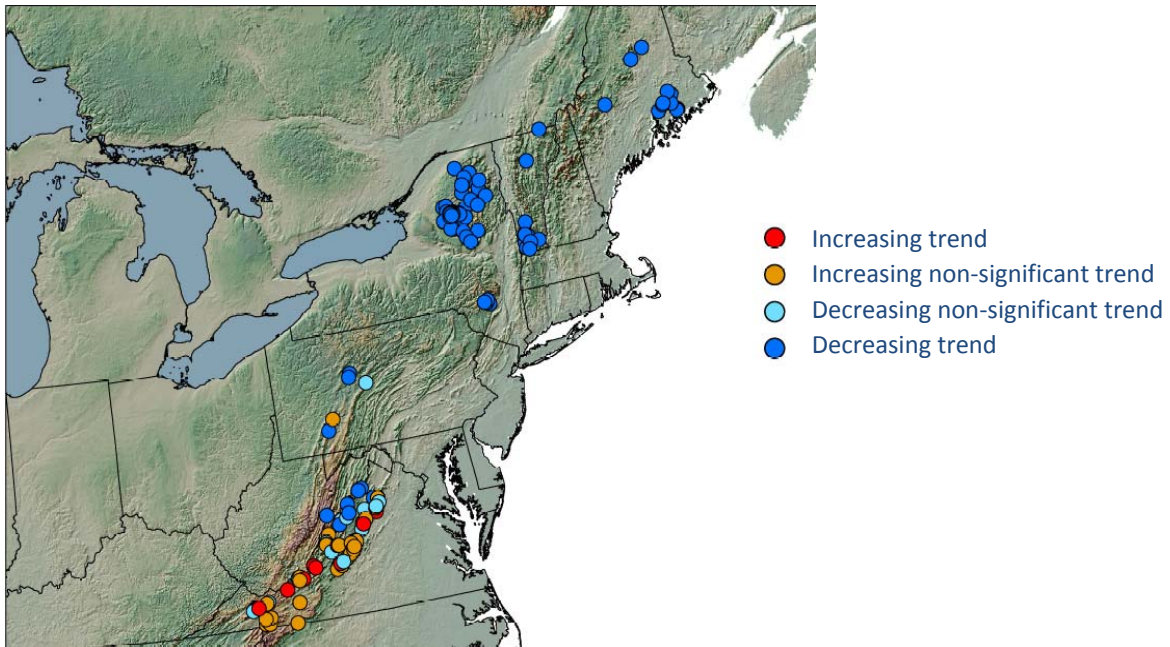 Increasing trend
Increasing non-significant trend
Decreasing non-significant trend
Decreasing trend